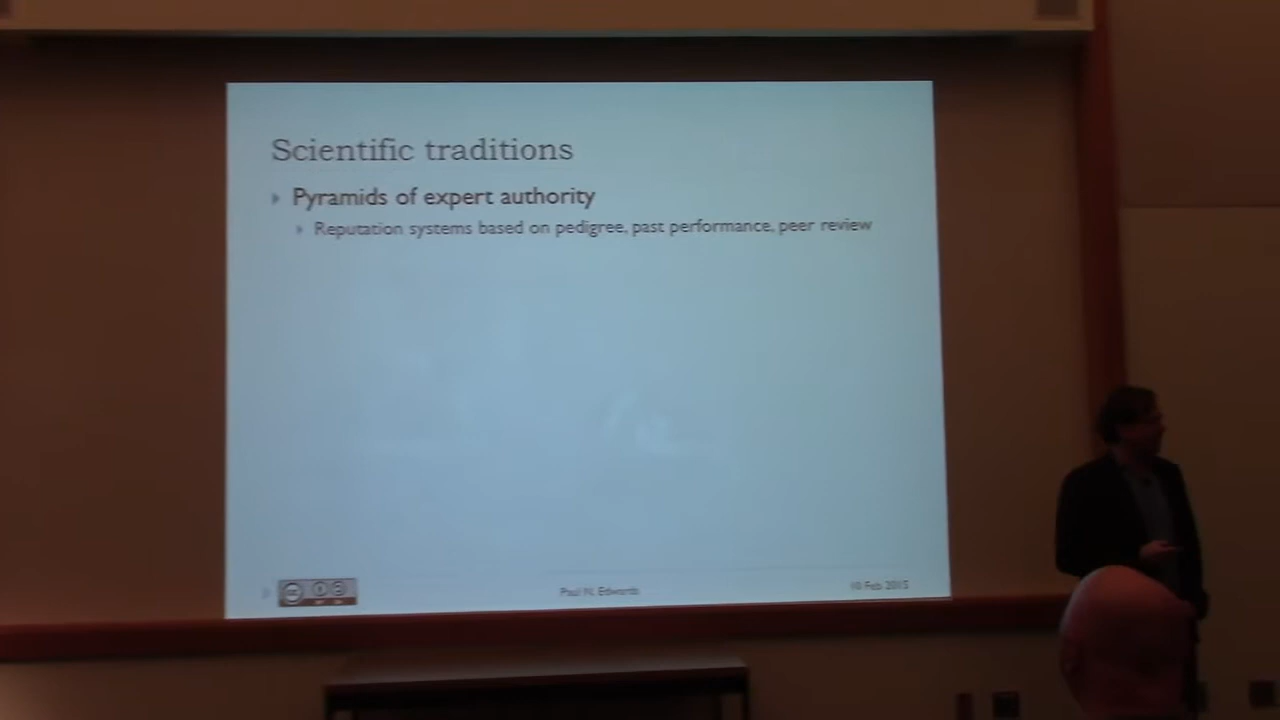 Scientific traditions
Pyramids of expert authority
Reputation systems based on pedigree, past performance, peer review
Paul N. Edwards
10 Feb 2015